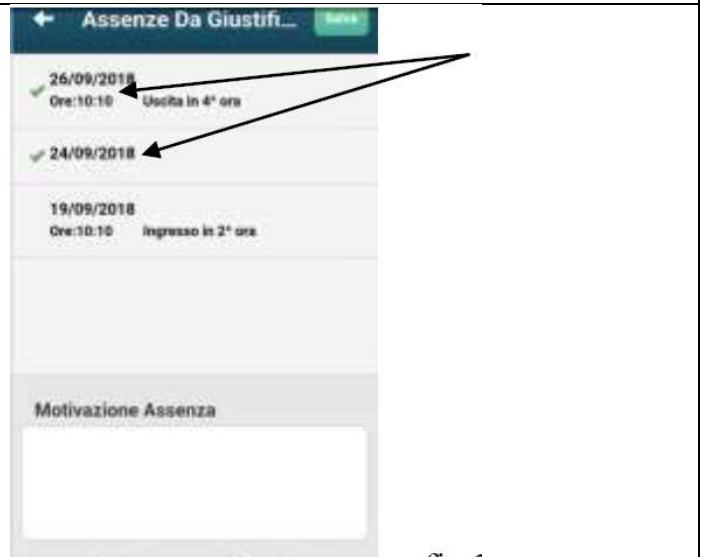 Assenze Da Giustifi... Salva
26/09/2018
Ore:10:10 Uscita in 4ª ora
24/09/2018
19/09/2018
Ore:10:10 Ingresso in 2ª ora
Motivazione Assenza